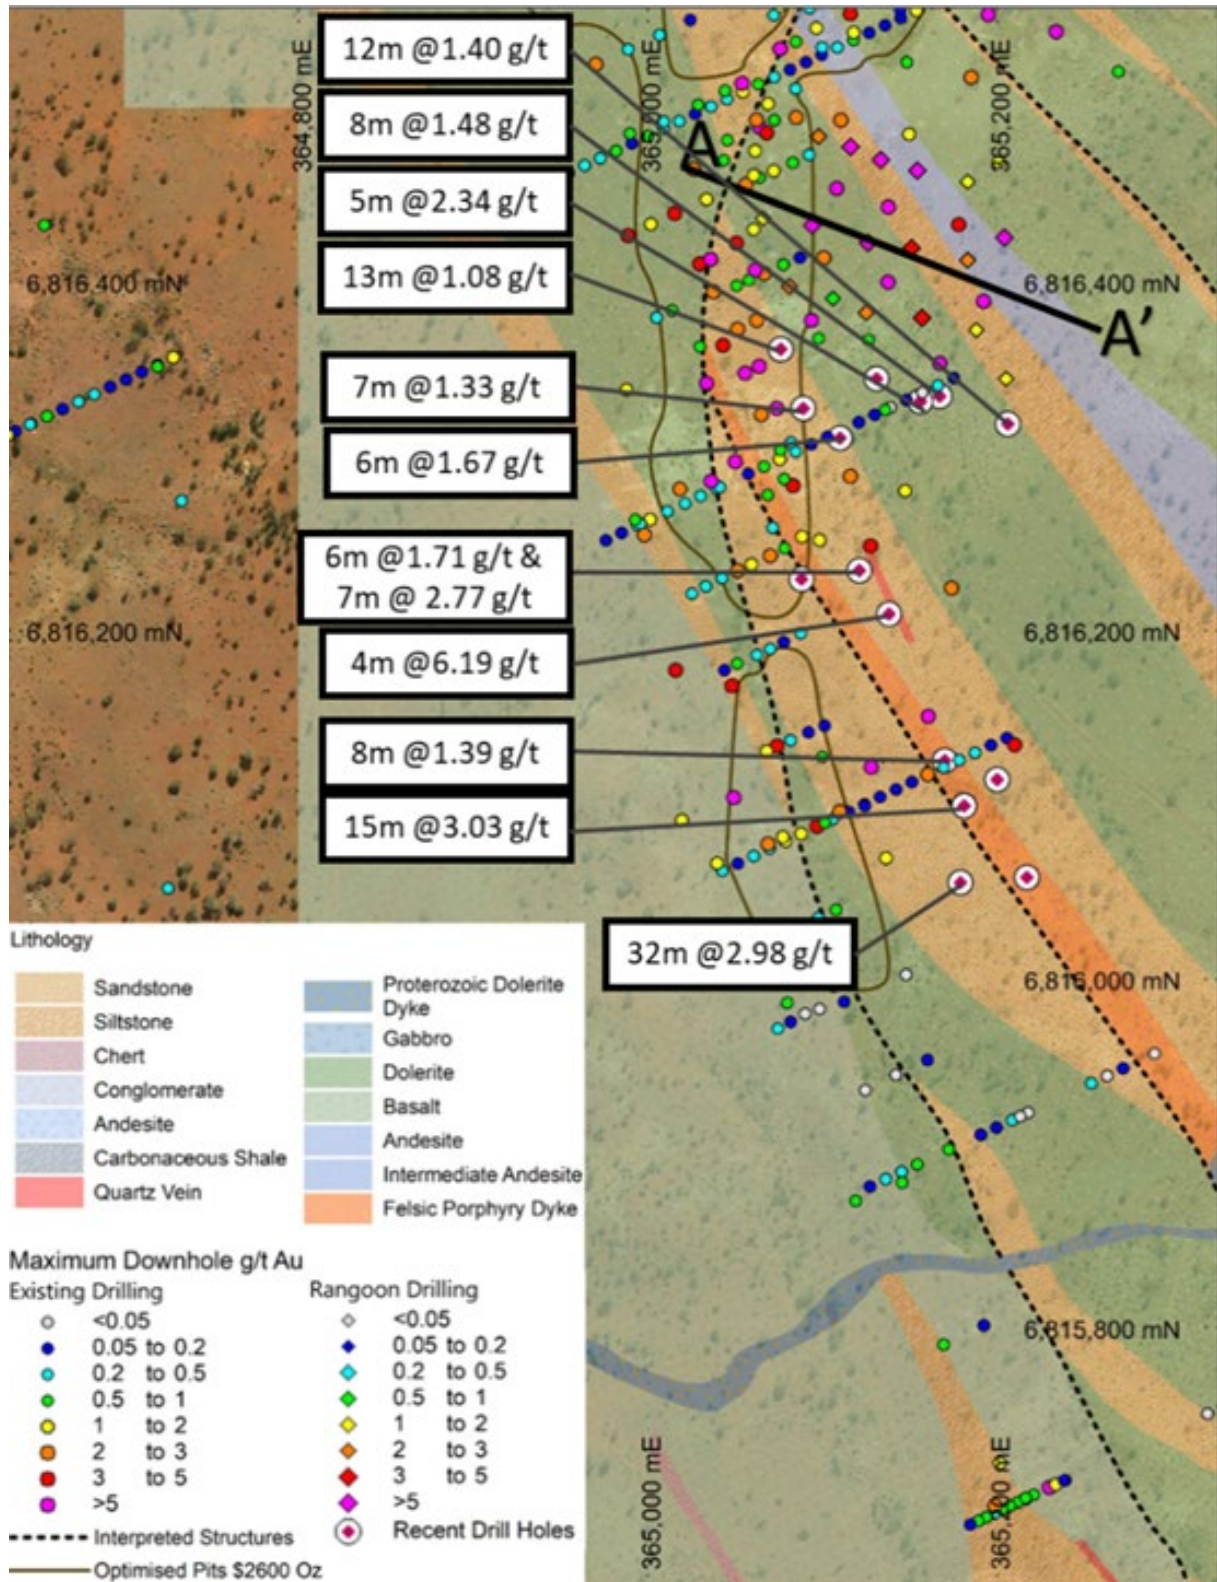 12m @1.40 g/t
8m @1.48 g/t
5m @2.34 g/t
13m @1.08 g/t
7m @1.33 g/t
6m @1.67 g/t
6m @1.71 g/t &
7m @ 2.77 g/t
4m @6.19 g/t
8m @1.39 g/t
15m @3.03 g/t
32m @2.98 g/t
364,800 mE
365,000 mE
365,200 mE
A
A'
6,816,400 mN
6,816,400 mN
6,816,200 mN
6,816,200 mN
6,816,000 mN
6,815,800 mN
365,000 mE
365,200 mE
Lithology
Sandstone
Siltstone
Chert
Conglomerate
Andesite
Carbonaceous Shale
Quartz Vein
Proterozoic Dolerite
Dyke
Gabbro
Dolerite
Basalt
Andesite
Intermediate Andesite
Felsic Porphyry Dyke
Maximum Downhole g/t Au
Existing Drilling
<0.05
0.05 to 0.2
0.2 to 0.5
0.5 to 1
1 to 2
2 to 3
3 to 5
>5
Interpreted Structures
Optimised Pits $2600 Oz
Rangoon Drilling
<0.05
0.05 to 0.2
0.2 to 0.5
0.5 to 1
1 to 2
2 to 3
3 to 5
>5
Recent Drill Holes